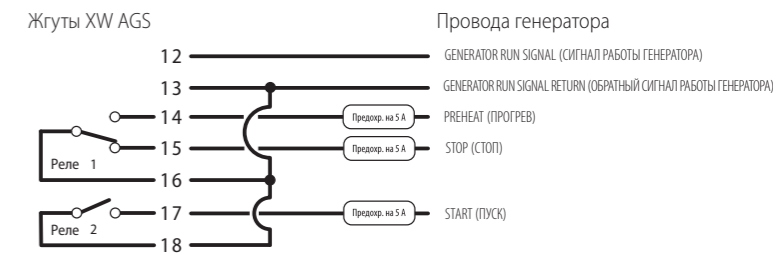 Жгуты XW AGS Провода генератора
12 GENERATOR RUN SIGNAL (СИГНАЛ РАБОТЫ ГЕНЕРАТОРА)
13 GENERATOR RUN SIGNAL RETURN (ОБРАТНЫЙ СИГНАЛ РАБОТЫ ГЕНЕРАТОРА)
14 Предохр. на 5 А PREHEAT (ПРОГРЕВ)
15 Предохр. на 5 А STOP (СТОП)
Реле 1
16
17 Предохр. на 5 А START (ПУСК)
Реле 2
18